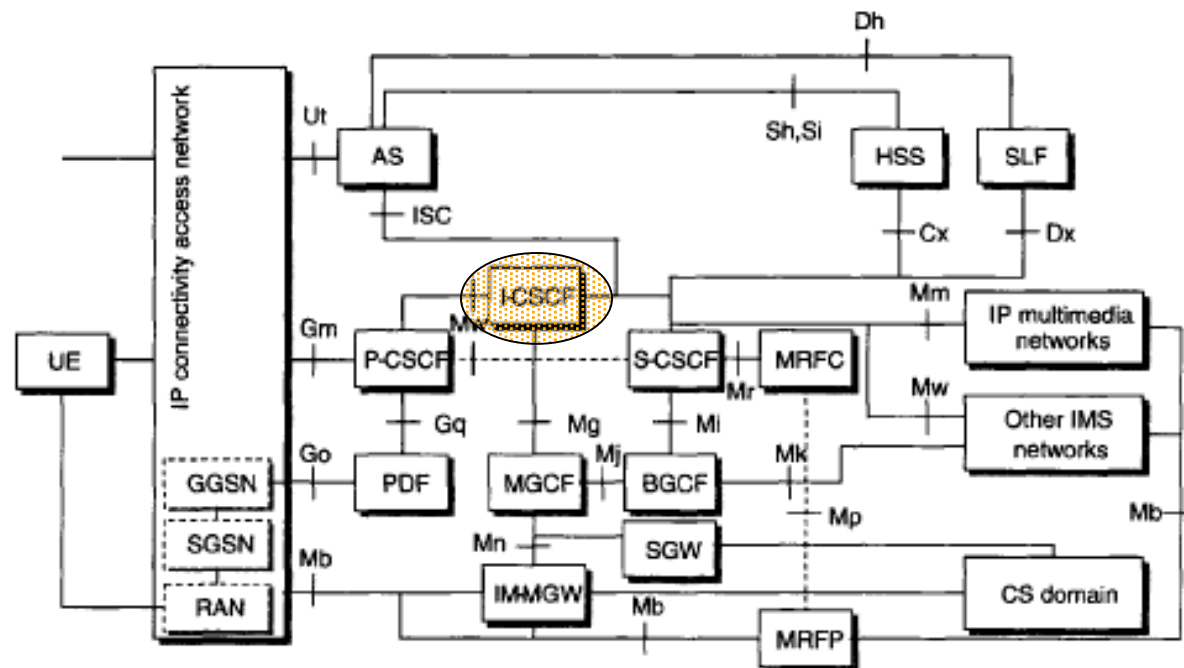 Dh
IP connectivity access network
Ut
Sh,Si
AS
HSS
SLF
ISC
Cx
Dx
I-CSCF
Mw
Mm
IP multimedia
networks
Gm
UE
P-CSCF
S-CSCF
MRFC
Mr
Mw
Other IMS
networks
Gq
Mg
Mi
Go
Mj
Mk
GGSN
PDF
MGCF
BGCF
Mp
Mb
SGSN
Mn
SGW
Mb
RAN
IM-MGW
Mb
CS domain
MRFP